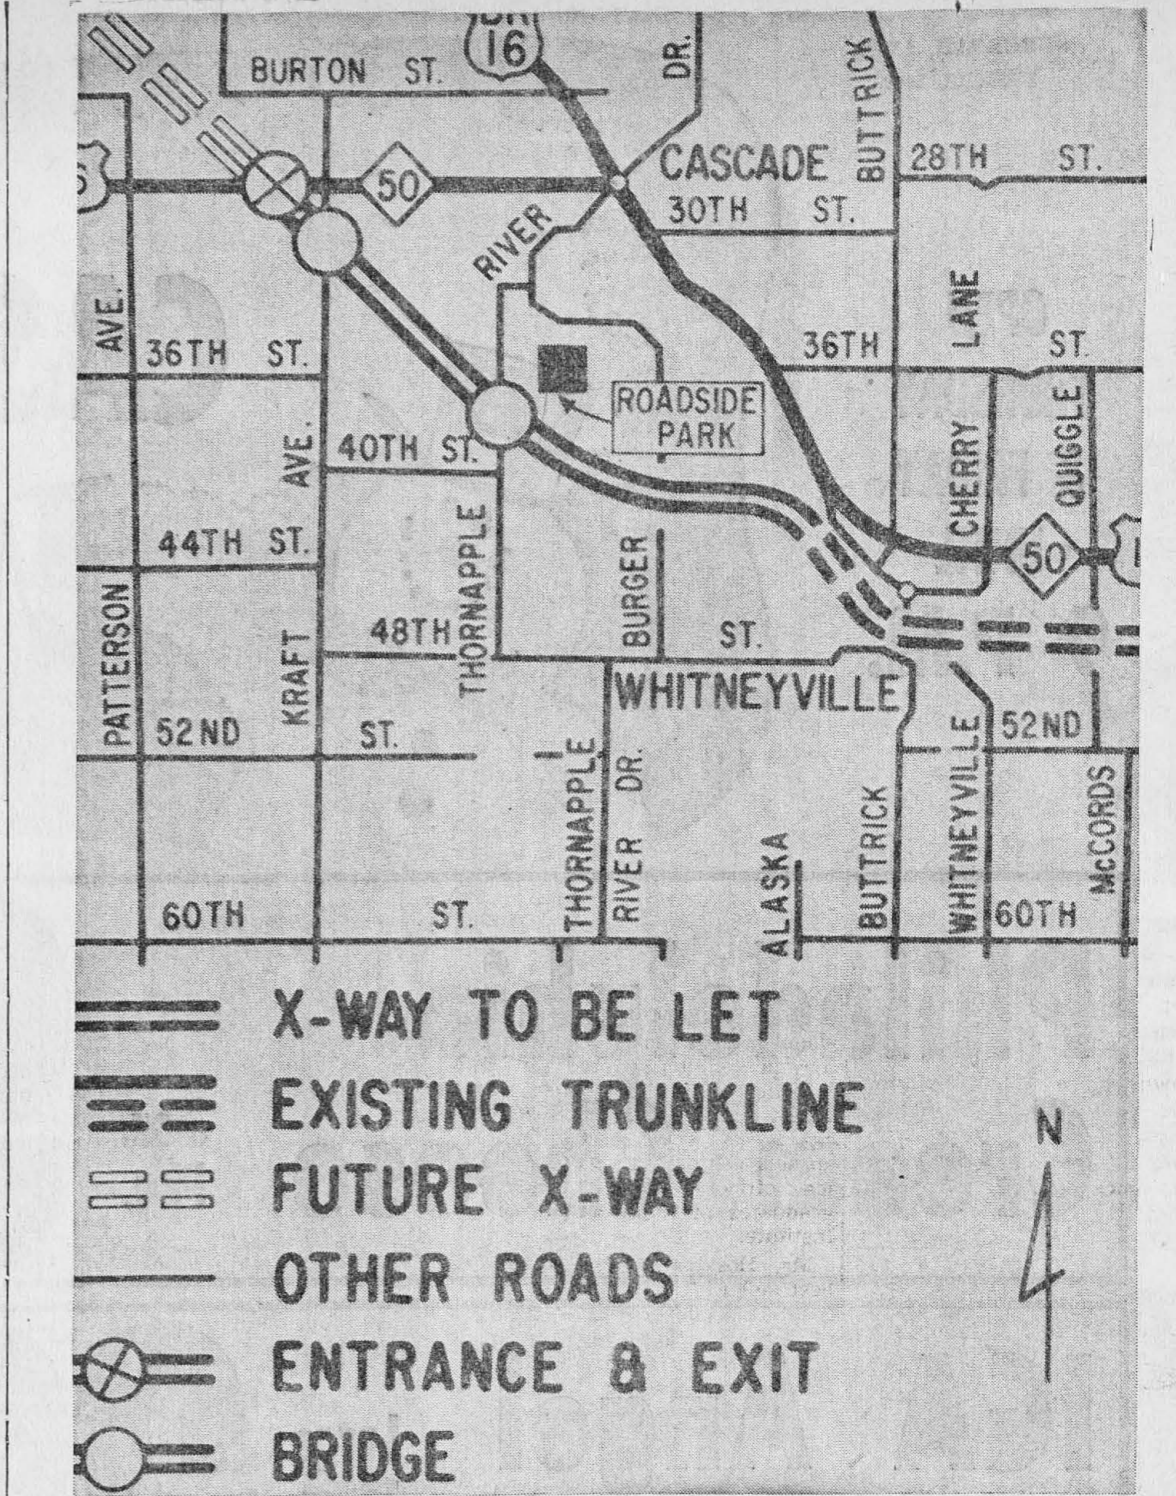 BR
16
BURTON ST.
DR.
BUTTRICK
CASCADE
28TH ST.
50
30TH ST.
RIVER
AVE.
36TH ST.
36TH ST.
LANE
ROADSIDE
PARK
40TH ST.
AVE.
CHERRY
QUIGGLE
44TH ST.
THORNAPPLE
BURGER
50
1
PATTERSON
KRAFT
48TH ST.
WHITNEYVILLE
52ND ST.
52ND
THORNAPPLE
RIVER DR.
ALASKA
BUTTRICK
WHITNEYVILLE
McCORDS
60TH ST.
60TH
X-WAY TO BE LET
EXISTING TRUNKLINE
FUTURE X-WAY
OTHER ROADS
ENTRANCE & EXIT
BRIDGE
N